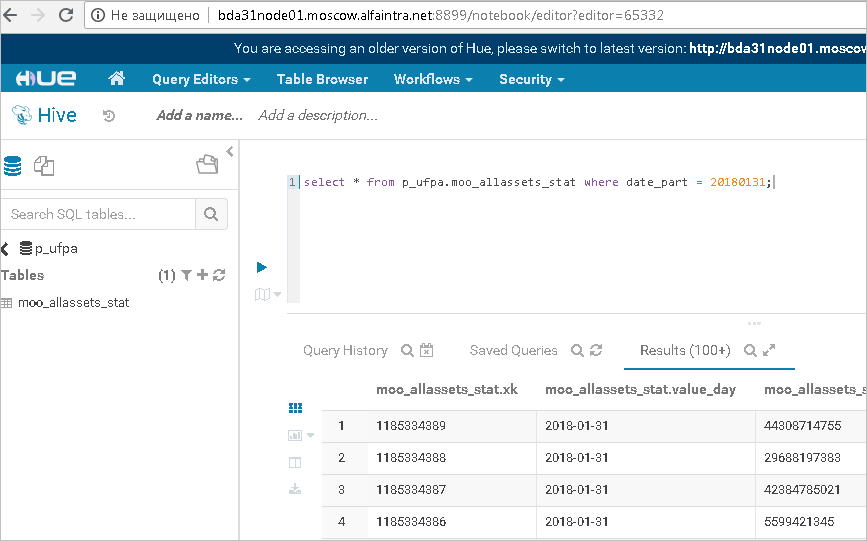 Не защищено bda31node01.moscow.alfaintra.net:8899/notebook/editor?editor=65332
You are accessing an older version of Hue, please switch to latest version: http://bda31node01.moscow
HUE Query Editors Table Browser Workflows Security
Hive Add a name... Add a description...
1 select * from p_ufpa.moo_allassets_stat where date_part = 20180131;
Search SQL tables...
p_ufpa
Tables (1)
moo_allassets_stat
Query History Saved Queries Results (100+)
moo_allassets_stat.xk moo_allassets_stat.value_day moo_allassets_s
1 1185334389 2018-01-31 44308714755
2 1185334388 2018-01-31 29688197383
3 1185334387 2018-01-31 42384785021
4 1185334386 2018-01-31 5599421345